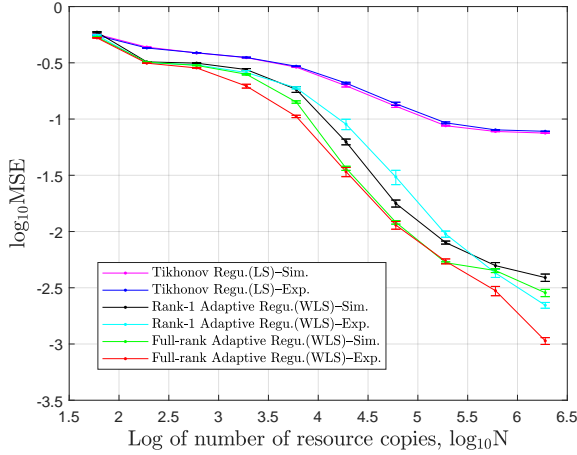 0
-0.5
-1
-1.5
-2
-2.5
-3
-3.5
log10MSE
Tikhonov Regu.(LS)–Sim.
Tikhonov Regu.(LS)–Exp.
Rank-1 Adaptive Regu.(WLS)–Sim.
Rank-1 Adaptive Regu.(WLS)–Exp.
Full-rank Adaptive Regu.(WLS)–Sim.
Full-rank Adaptive Regu.(WLS)–Exp.
1.5 2 2.5 3 3.5 4 4.5 5 5.5 6 6.5
Log of number of resource copies, log10N